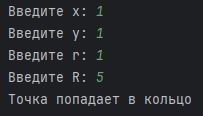 Введите x: 1
Введите y: 1
Введите r: 1
Введите R: 5
Точка попадает в кольцо